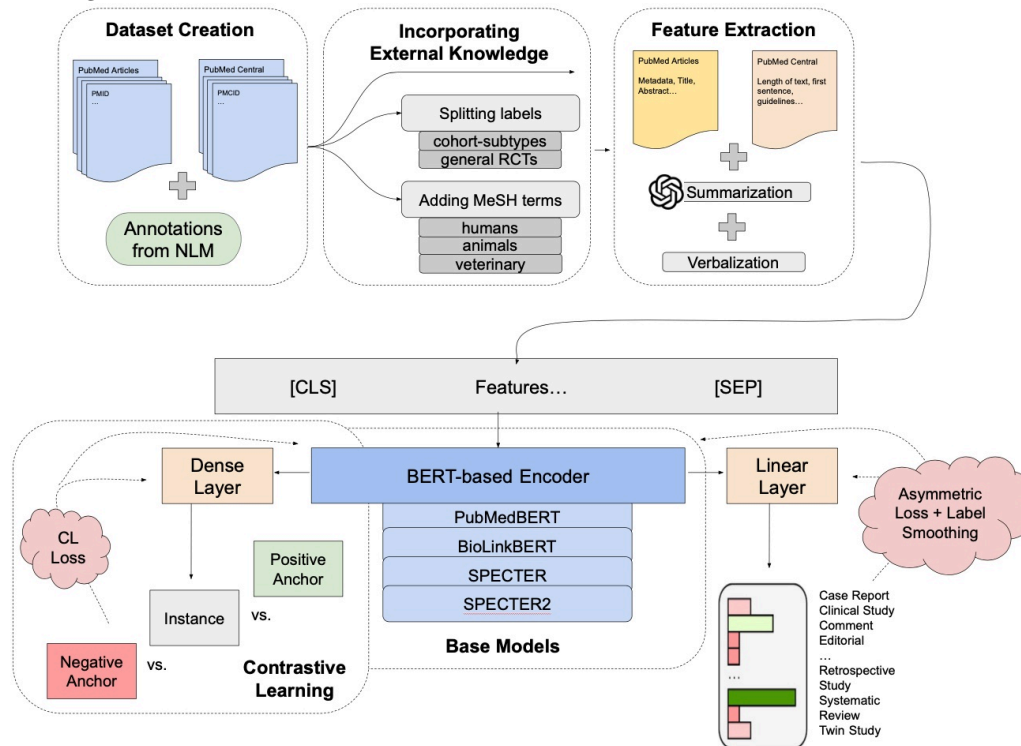 Dataset Creation
PubMed Articles
PMID
...
PubMed Central
PMCID
...
Annotations
from NLM
Incorporating
External Knowledge
Splitting labels
cohort-subtypes
general RCTs
Adding MeSH terms
humans
animals
veterinary
Feature Extraction
PubMed Articles
Metadata, Title,
Abstract...
PubMed Central
Length of text, first
sentence,
guidelines...
Summarization
Verbalization
[CLS]
Features...
[SEP]
Dense
Layer
BERT-based Encoder
Linear
Layer
PubMedBERT
BioLinkBERT
SPECTER
SPECTER2
Base Models
CL
Loss
Positive
Anchor
Instance
vs.
Negative
Anchor
vs.
Contrastive
Learning
Asymmetric
Loss + Label
Smoothing
Case Report
Clinical Study
Comment
Editorial
...
Retrospective
Study
Systematic
Review
Twin Study
...